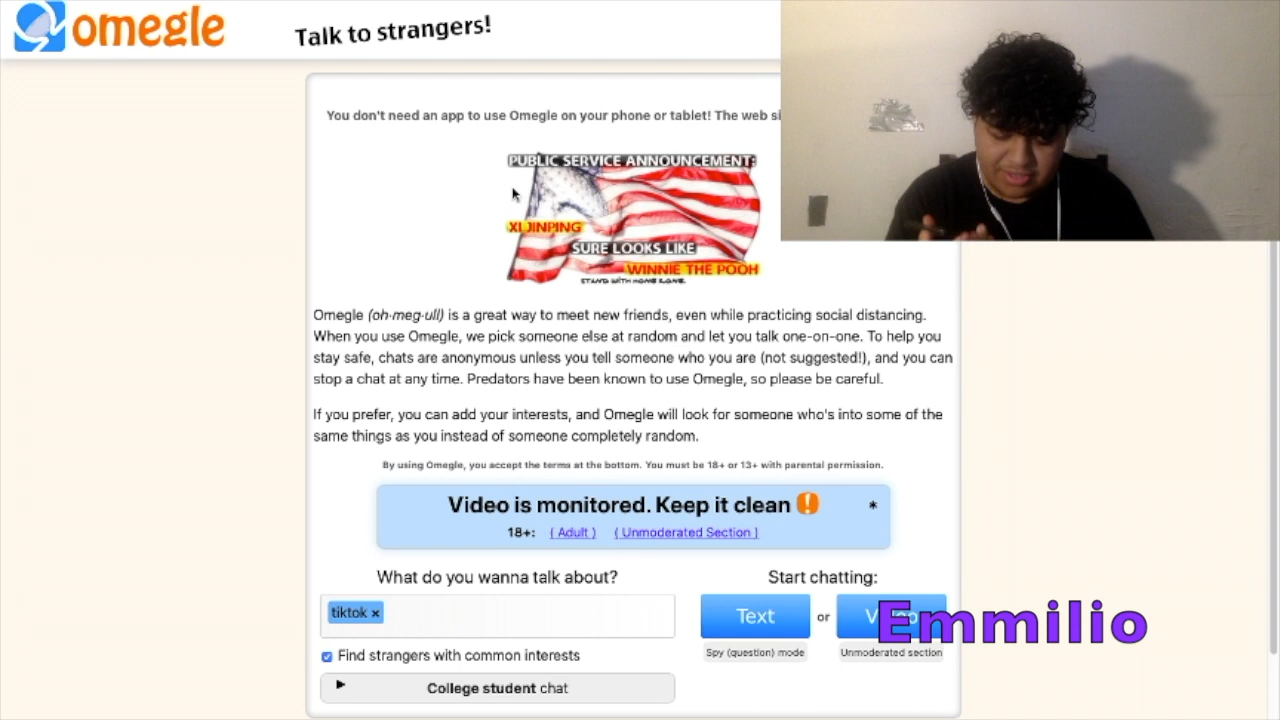 omegle
Talk to strangers!
You don't need an app to use Omegle on your phone or tablet! The web si
PUBLIC SERVICE ANNOUNCEMENT:
XI JINPING
SURE LOOKS LIKE
WINNIE THE POOH
STAND WITH HONG KONG.
Omegle (oh·meg·ull) is a great way to meet new friends, even while practicing social distancing.
When you use Omegle, we pick someone else at random and let you talk one-on-one. To help you
stay safe, chats are anonymous unless you tell someone who you are (not suggested!), and you can
stop a chat at any time. Predators have been known to use Omegle, so please be careful.
If you prefer, you can add your interests, and Omegle will look for someone who's into some of the
same things as you instead of someone completely random.
By using Omegle, you accept the terms at the bottom. You must be 18+ or 13+ with parental permission.
Video is monitored. Keep it clean ! *
18+: ( Adult ) ( Unmoderated Section )
What do you wanna talk about? Start chatting:
tiktok × Text or Video
Emmilio
Spy (question) mode Unmoderated section
Find strangers with common interests
College student chat